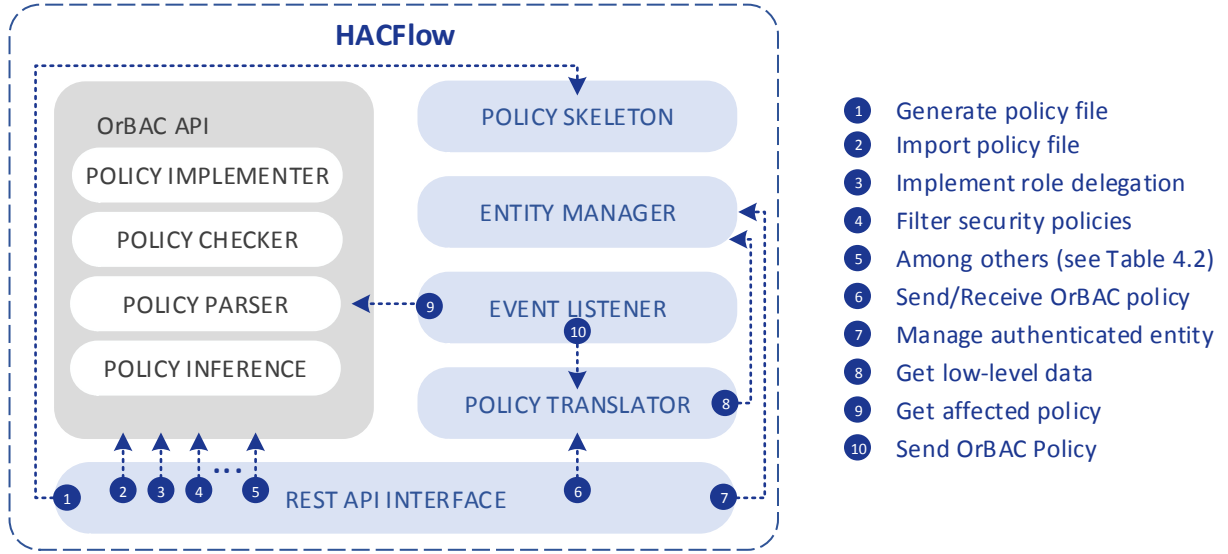 HACFlow
OrBAC API
POLICY IMPLEMENTER
POLICY CHECKER
POLICY PARSER
POLICY INFERENCE
POLICY SKELETON
ENTITY MANAGER
EVENT LISTENER
9
10
POLICY TRANSLATOR
8
...
1
2
3
4
5
REST API INTERFACE
6
7
1 Generate policy file
2 Import policy file
3 Implement role delegation
4 Filter security policies
5 Among others (see Table 4.2)
6 Send/Receive OrBAC policy
7 Manage authenticated entity
8 Get low-level data
9 Get affected policy
10 Send OrBAC Policy